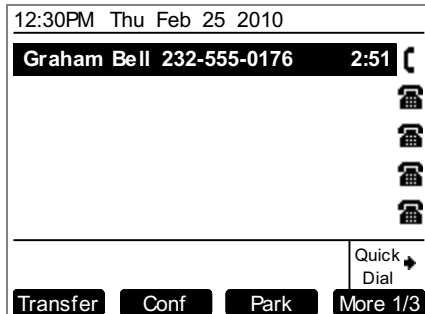 12:30PM Thu Feb 25 2010
Graham Bell 232-555-0176 2:51
Quick
Dial
Transfer Conf Park More 1/3